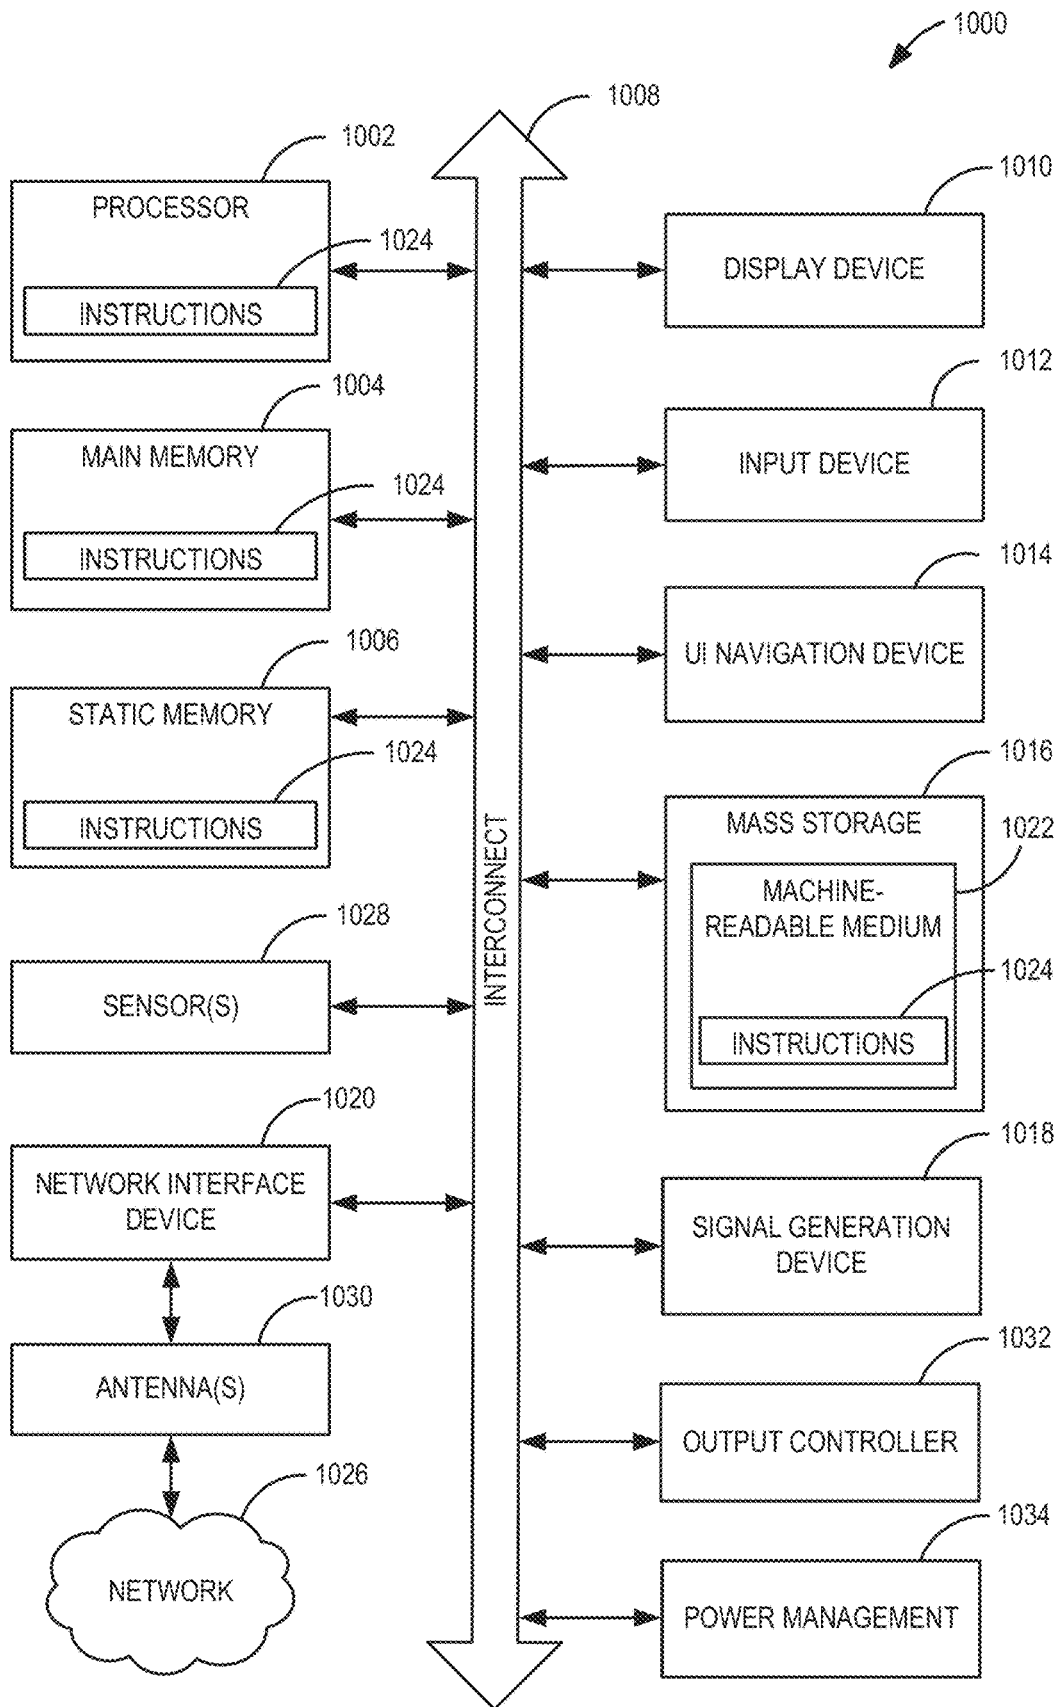 1000
1008
1002
PROCESSOR
1024
INSTRUCTIONS
1004
MAIN MEMORY
1024
INSTRUCTIONS
1006
STATIC MEMORY
1024
INSTRUCTIONS
1028
SENSOR(S)
1020
NETWORK INTERFACE
DEVICE
1030
ANTENNA(S)
1026
NETWORK
INTERCONNECT
1010
DISPLAY DEVICE
1012
INPUT DEVICE
1014
UI NAVIGATION DEVICE
1016
MASS STORAGE
1022
MACHINE-
READABLE MEDIUM
1024
INSTRUCTIONS
1018
SIGNAL GENERATION
DEVICE
1032
OUTPUT CONTROLLER
1034
POWER MANAGEMENT